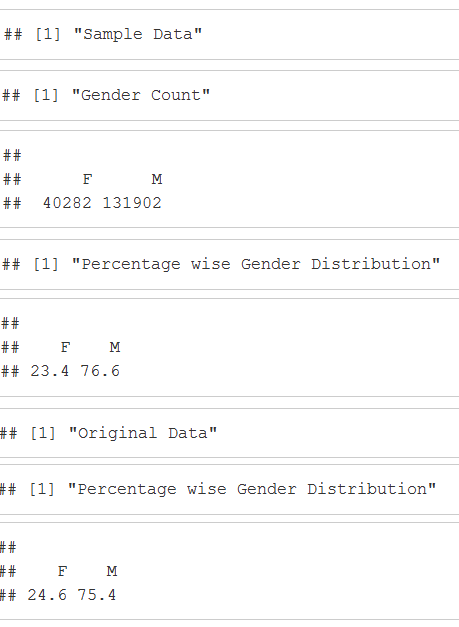 ## [1] "Sample Data"
## [1] "Gender Count"
##
##      F      M
##  40282 131902
## [1] "Percentage wise Gender Distribution"
##
##    F    M
## 23.4 76.6
## [1] "Original Data"
## [1] "Percentage wise Gender Distribution"
##
##    F    M
## 24.6 75.4